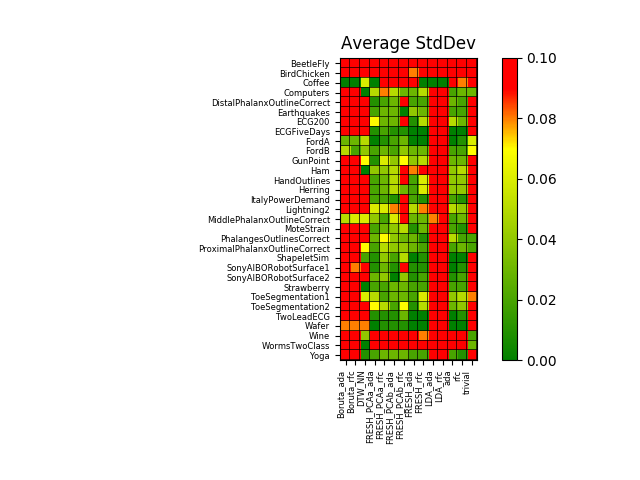 Average StdDev
BeetleFly
BirdChicken
Coffee
Computers
DistalPhalanxOutlineCorrect
Earthquakes
ECG200
ECGFiveDays
FordA
FordB
GunPoint
Ham
HandOutlines
Herring
ItalyPowerDemand
Lightning2
MiddlePhalanxOutlineCorrect
MoteStrain
PhalangesOutlinesCorrect
ProximalPhalanxOutlineCorrect
ShapeletSim
SonyAIBORobotSurface1
SonyAIBORobotSurface2
Strawberry
ToeSegmentation1
ToeSegmentation2
TwoLeadECG
Wafer
Wine
WormsTwoClass
Yoga
Boruta_ada
Boruta_rfc
DTW_NN
FRESH_PCAa_ada
FRESH_PCAa_rfc
FRESH_PCAb_ada
FRESH_PCAb_rfc
FRESH_ada
FRESH_rfc
LDA_ada
LDA_rfc
ada
rfc
trivial
0.10
0.08
0.06
0.04
0.02
0.00